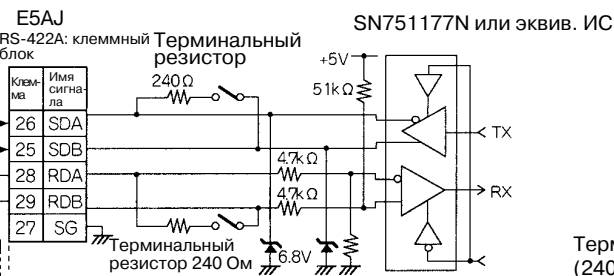 E5AJ
SN751177N или эквив. ИС
RS-422A: клеммный
блок
Терминальный
резистор
240Ω
+5V
51kΩ
Клем-
ма
Имя
сигна-
ла
26 SDA
25 SDB
28 RDA
29 RDB
27 SG
4.7kΩ
4.7kΩ
TX
RX
Терминальный
резистор 240 Ом
6.8V
Терм
(240